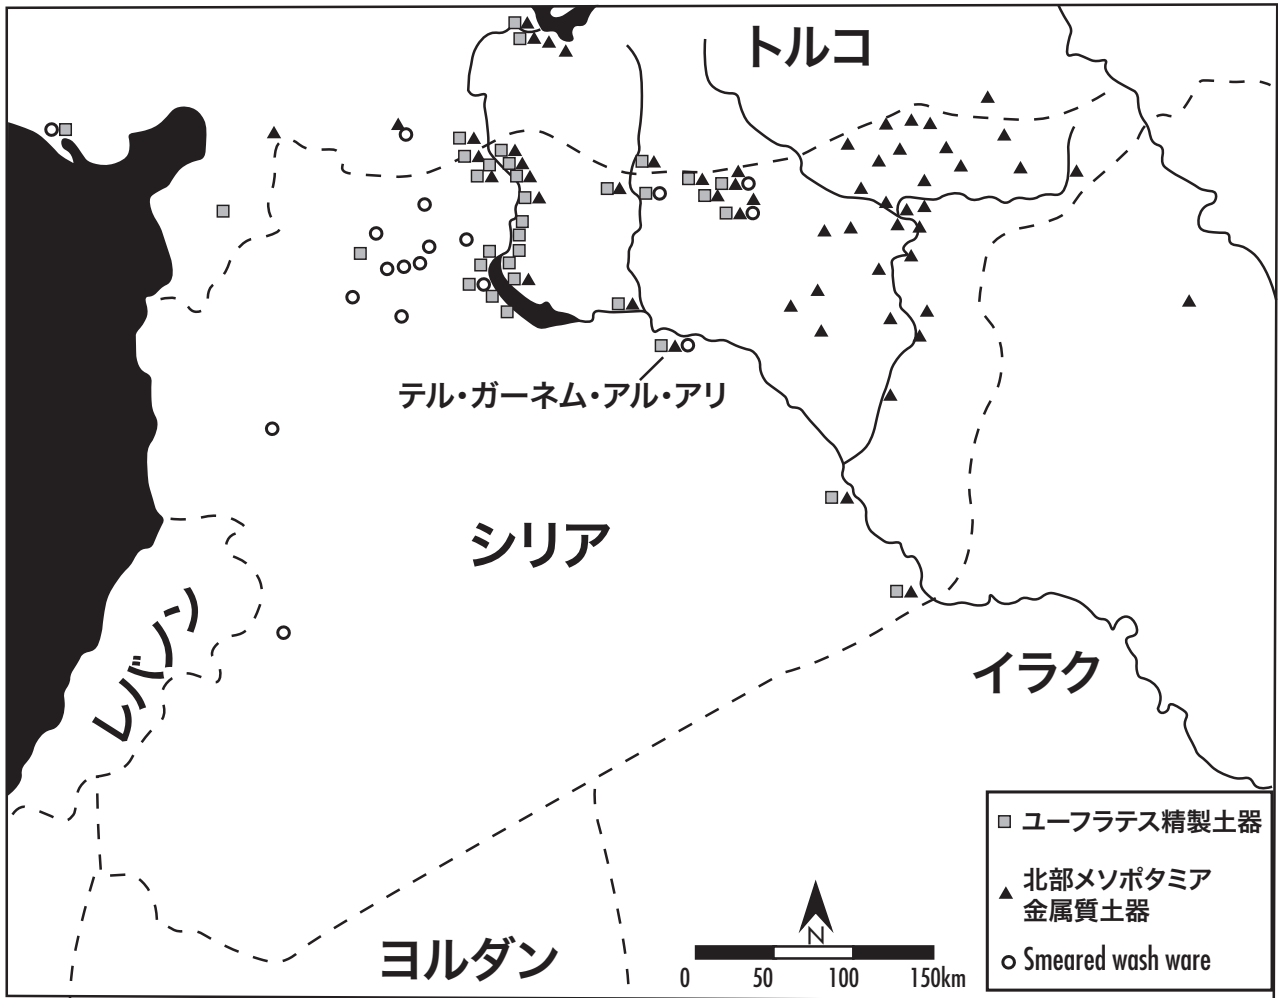 トルコ
テル・ガーネム・アル・アリ
シリア
レバノン
イラク
ヨルダン
N
0 50 100 150km
ユーフラテス精製土器
北部メソポタミア
金属質土器
Smeared wash ware